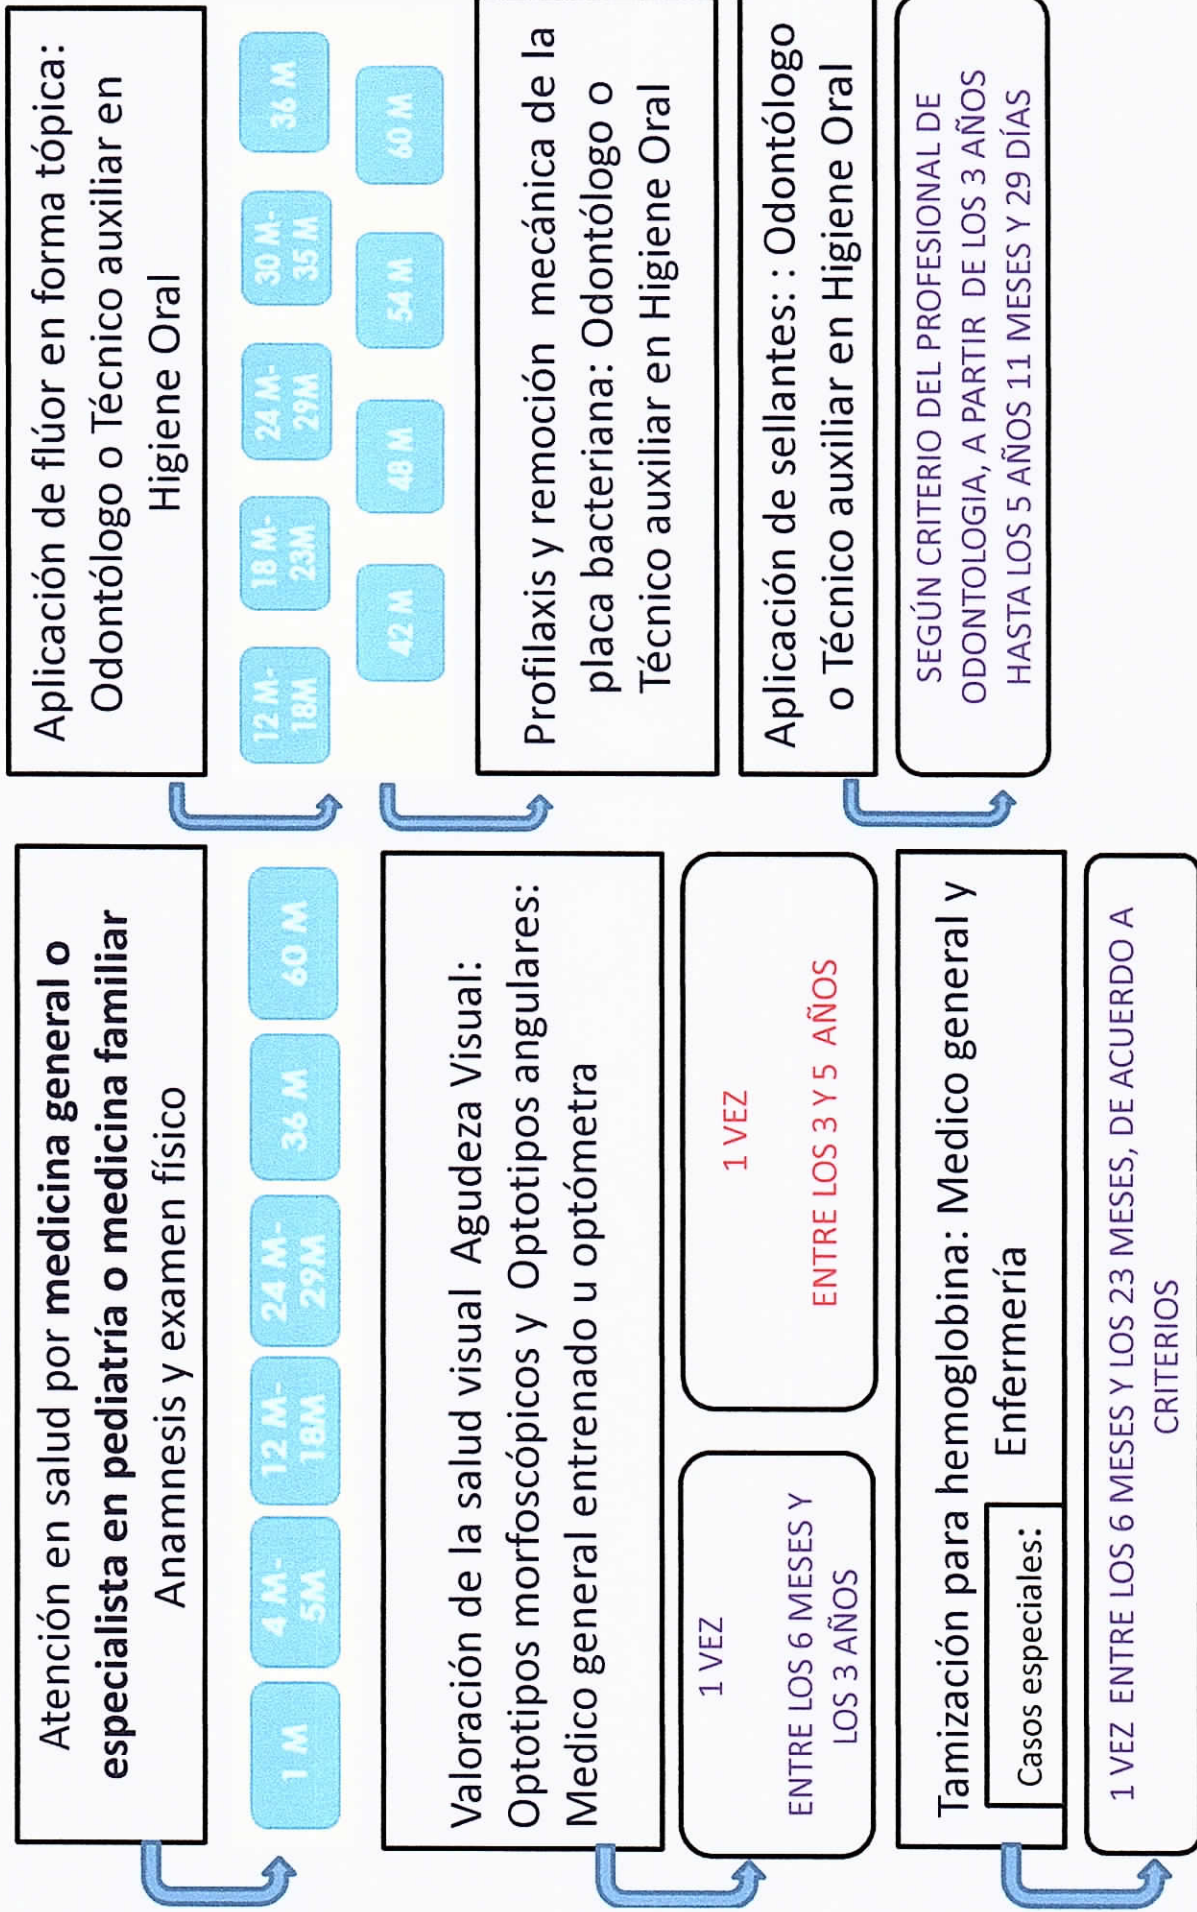 Atención en salud por medicina general o
especialista en pediatría o medicina familiar
Anamnesis y examen físico
1 M
4 M-
5M
12 M-
18M
24 M-
29M
36 M
60 M
Valoración de la salud visual Agudeza Visual:
Optotipos morfoscópicos y Optotipos angulares:
Medico general entrenado u optómetra
1 VEZ
ENTRE LOS 6 MESES Y
LOS 3 AÑOS
1 VEZ
ENTRE LOS 3 Y 5 AÑOS
Tamización para hemoglobina: Medico general y
Enfermería
Casos especiales:
1 VEZ ENTRE LOS 6 MESES Y LOS 23 MESES, DE ACUERDO A
CRITERIOS
Aplicación de flúor en forma tópica:
Odontólogo o Técnico auxiliar en
Higiene Oral
12 M-
18M
18 M-
23M
24 M-
29M
30 M-
35 M
36 M
42 M
48 M
54 M
60 M
Profilaxis y remoción mecánica de la
placa bacteriana: Odontólogo o
Técnico auxiliar en Higiene Oral
Aplicación de sellantes: : Odontólogo
o Técnico auxiliar en Higiene Oral
SEGÚN CRITERIO DEL PROFESIONAL DE
ODONTOLOGIA, A PARTIR DE LOS 3 AÑOS
HASTA LOS 5 AÑOS 11 MESES Y 29 DÍAS